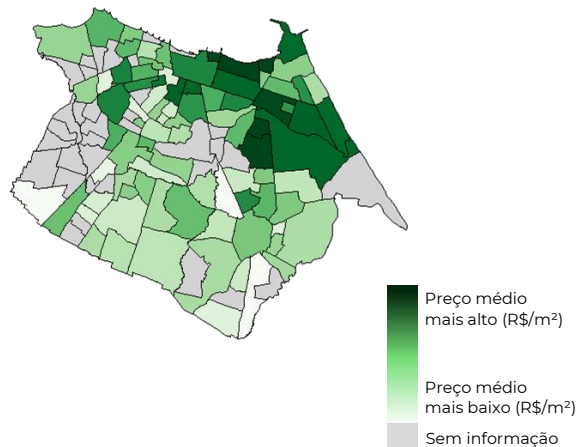 Preço médio
mais alto (R$/m²)
Preço médio
mais baixo (R$/m²)
Sem informação